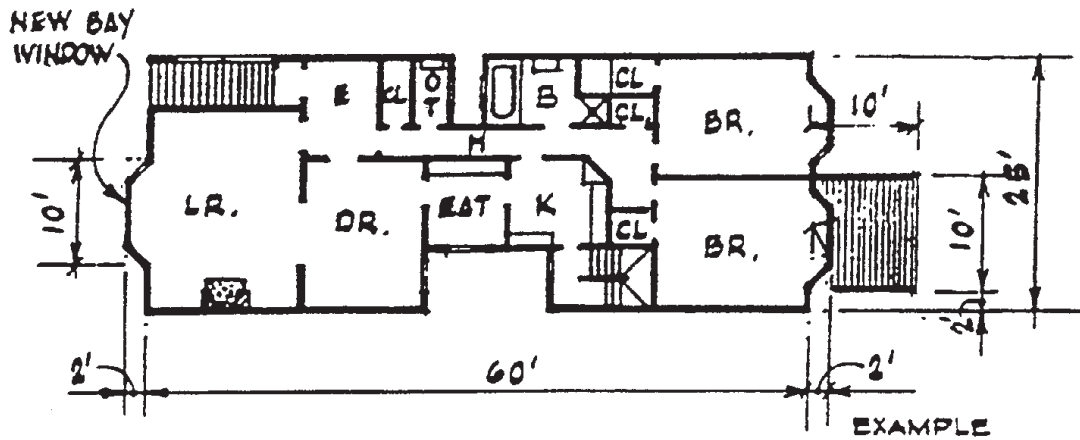 NEW BAY
WINDOW
E
CL
T
B
CL
CL.
BR.
10'
H
LR.
DR.
EAT
K
CL
BR.
10'
10'
25'
2'
2'
60'
2'
EXAMPLE